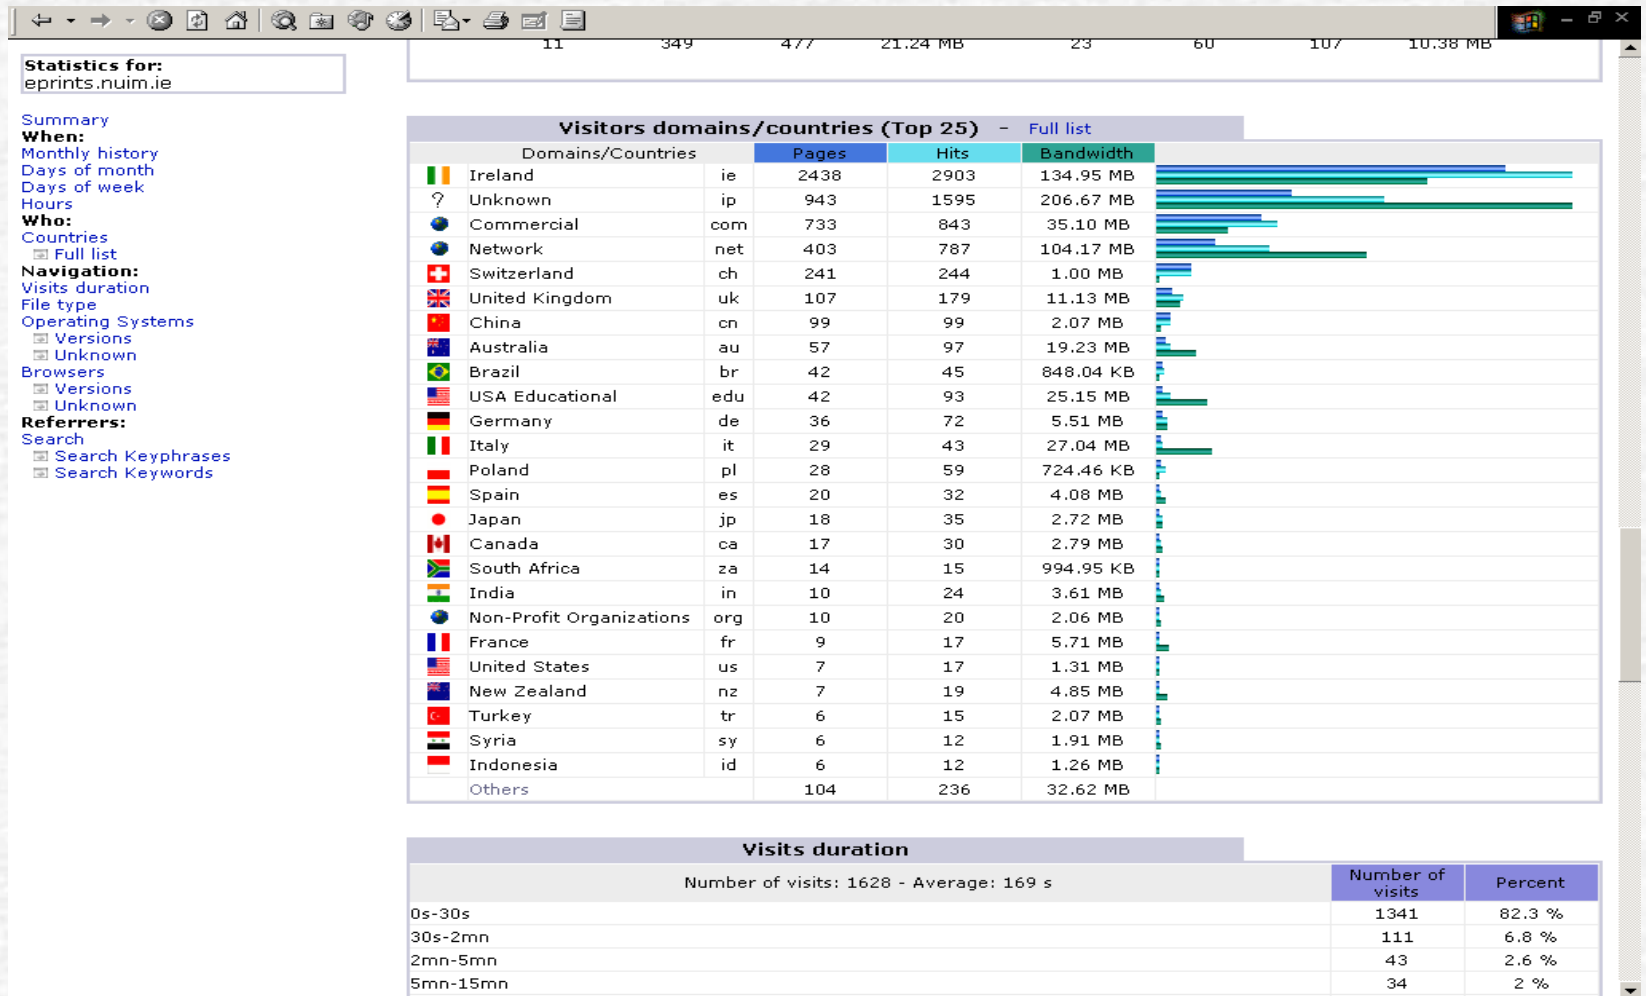 11 349 477 21.24 MB 23 60 107 10.38 MB
Statistics for:
eprints.nuim.ie
Summary
When:
Monthly history
Days of month
Days of week
Hours
Who:
Countries
Full list
Navigation:
Visits duration
File type
Operating Systems
Versions
Unknown
Browsers
Versions
Unknown
Referrers:
Search
Search Keyphrases
Search Keywords
Visitors domains/countries (Top 25) - Full list
Domains/Countries Pages Hits Bandwidth
Ireland ie 2438 2903 134.95 MB
? Unknown ip 943 1595 206.67 MB
Commercial com 733 843 35.10 MB
Network net 403 787 104.17 MB
Switzerland ch 241 244 1.00 MB
United Kingdom uk 107 179 11.13 MB
China cn 99 99 2.07 MB
Australia au 57 97 19.23 MB
Brazil br 42 45 848.04 KB
USA Educational edu 42 93 25.15 MB
Germany de 36 72 5.51 MB
Italy it 29 43 27.04 MB
Poland pl 28 59 724.46 KB
Spain es 20 32 4.08 MB
Japan jp 18 35 2.72 MB
Canada ca 17 30 2.79 MB
South Africa za 14 15 994.95 KB
India in 10 24 3.61 MB
Non-Profit Organizations org 10 20 2.06 MB
France fr 9 17 5.71 MB
United States us 7 17 1.31 MB
New Zealand nz 7 19 4.85 MB
Turkey tr 6 15 2.07 MB
Syria sy 6 12 1.91 MB
Indonesia id 6 12 1.26 MB
Others 104 236 32.62 MB
Visits duration
Number of visits: 1628 - Average: 169 s Number of visits Percent
0s-30s 1341 82.3 %
30s-2mn 111 6.8 %
2mn-5mn 43 2.6 %
5mn-15mn 34 2 %